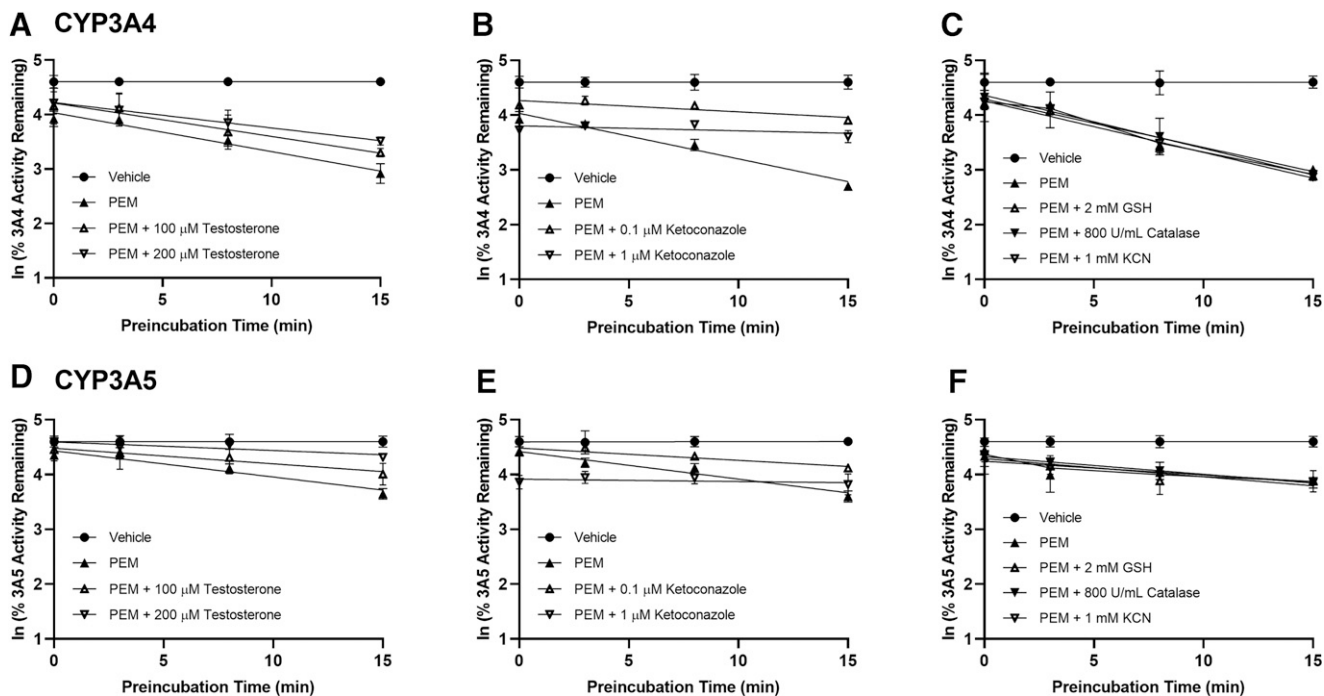 A CYP3A4
ln (% 3A4 Activity Remaining)
5
4
3
2
1
Vehicle
PEM
PEM + 100 μM Testosterone
PEM + 200 μM Testosterone
0 5 10 15
Preincubation Time (min)
B
ln (% 3A4 Activity Remaining)
5
4
3
2
1
Vehicle
PEM
PEM + 0.1 μM Ketoconazole
PEM + 1 μM Ketoconazole
0 5 10 15
Preincubation Time (min)
C
ln (% 3A4 Activity Remaining)
5
4
3
2
1
Vehicle
PEM
PEM + 2 mM GSH
PEM + 800 U/mL Catalase
PEM + 1 mM KCN
0 5 10 15
Preincubation Time (min)
D CYP3A5
ln (% 3A5 Activity Remaining)
5
4
3
2
1
Vehicle
PEM
PEM + 100 μM Testosterone
PEM + 200 μM Testosterone
0 5 10 15
Preincubation Time (min)
E
ln (% 3A5 Activity Remaining)
5
4
3
2
1
Vehicle
PEM
PEM + 0.1 μM Ketoconazole
PEM + 1 μM Ketoconazole
0 5 10 15
Preincubation Time (min)
F
ln (% 3A5 Activity Remaining)
5
4
3
2
1
Vehicle
PEM
PEM + 2 mM GSH
PEM + 800 U/mL Catalase
PEM + 1 mM KCN
0 5 10 15
Preincubation Time (min)